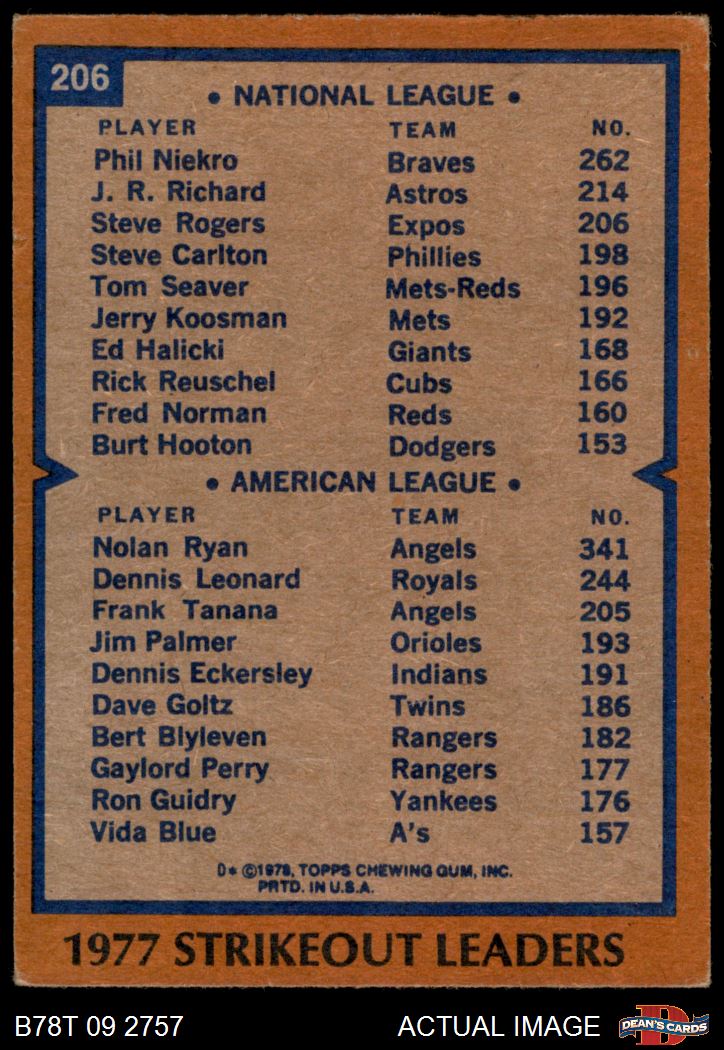 206
• NATIONAL LEAGUE •
PLAYER TEAM NO.
Phil Niekro Braves 262
J. R. Richard Astros 214
Steve Rogers Expos 206
Steve Carlton Phillies 198
Tom Seaver Mets-Reds 196
Jerry Koosman Mets 192
Ed Halicki Giants 168
Rick Reuschel Cubs 166
Fred Norman Reds 160
Burt Hooton Dodgers 153
• AMERICAN LEAGUE •
PLAYER TEAM NO.
Nolan Ryan Angels 341
Dennis Leonard Royals 244
Frank Tanana Angels 205
Jim Palmer Orioles 193
Dennis Eckersley Indians 191
Dave Goltz Twins 186
Bert Blyleven Rangers 182
Gaylord Perry Rangers 177
Ron Guidry Yankees 176
Vida Blue A's 157
D* ©1978, TOPPS CHEWING GUM, INC.
PRTD. IN U.S.A.
1977 STRIKEOUT LEADERS
B78T 09 2757 ACTUAL IMAGE D DEAN'S CARDS